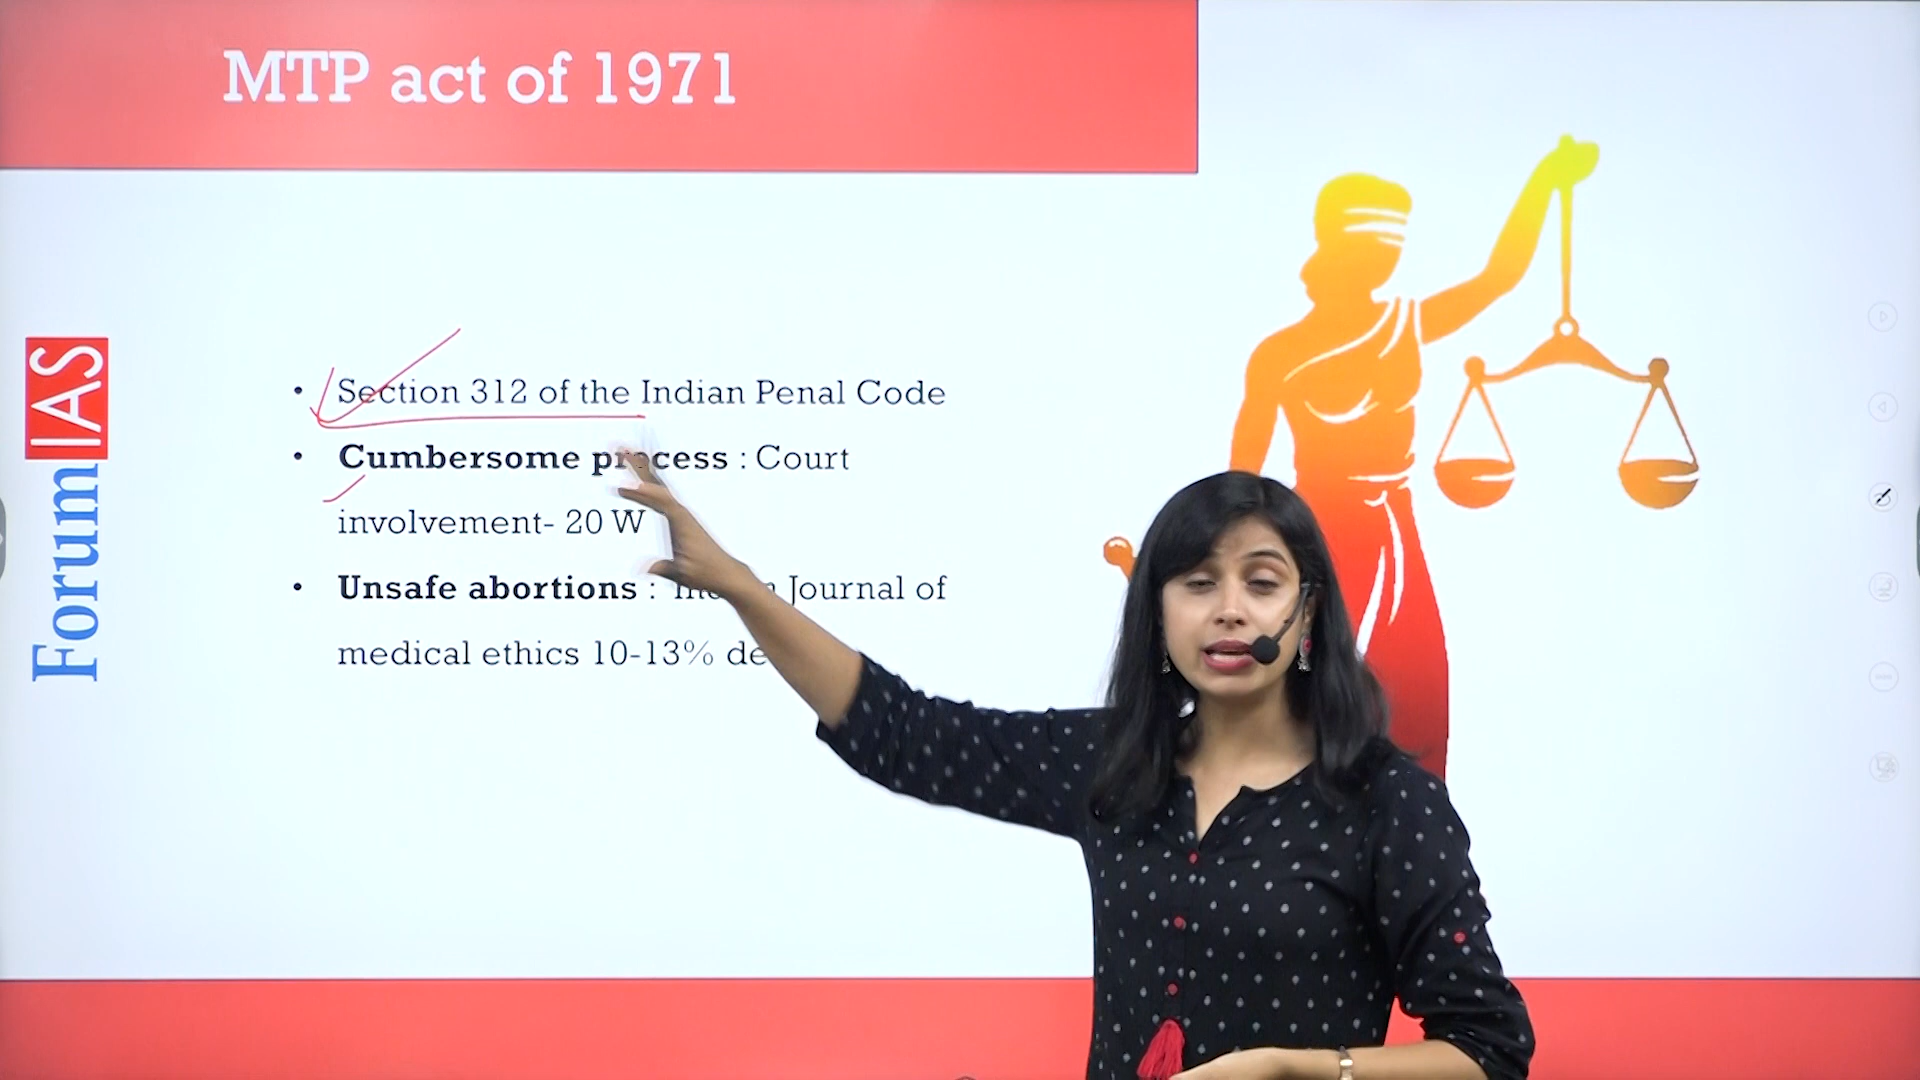 MTP act of 1971
ForumIAS
• Section 312 of the Indian Penal Code
• Cumbersome process : Court
involvement- 20 W
• Unsafe abortions : Journal of
medical ethics 10-13%